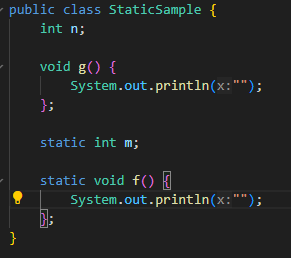 public class StaticSample {
int n;
void g() {
System.out.println(x:"");
};
static int m;
static void f() {
System.out.println(x:"");
};
}